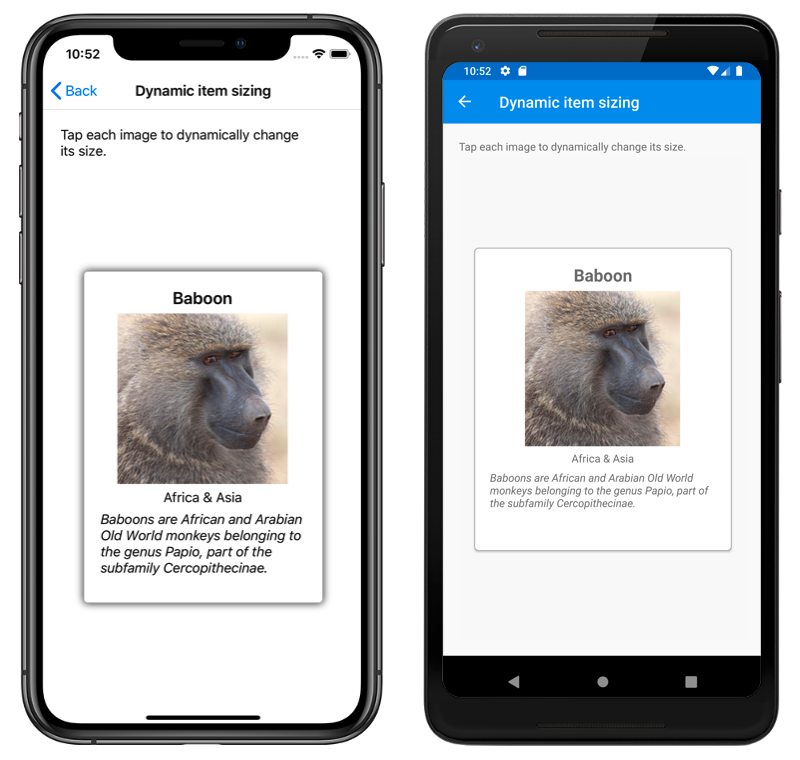 10:52
Back
Dynamic item sizing
Tap each image to dynamically change
its size.
Baboon
Africa & Asia
Baboons are African and Arabian
Old World monkeys belonging to
the genus Papio, part of the
subfamily Cercopithecinae.
10:52
Dynamic item sizing
Tap each image to dynamically change its size.
Baboon
Africa & Asia
Baboons are African and Arabian Old World
monkeys belonging to the genus Papio, part of
the subfamily Cercopithecinae.